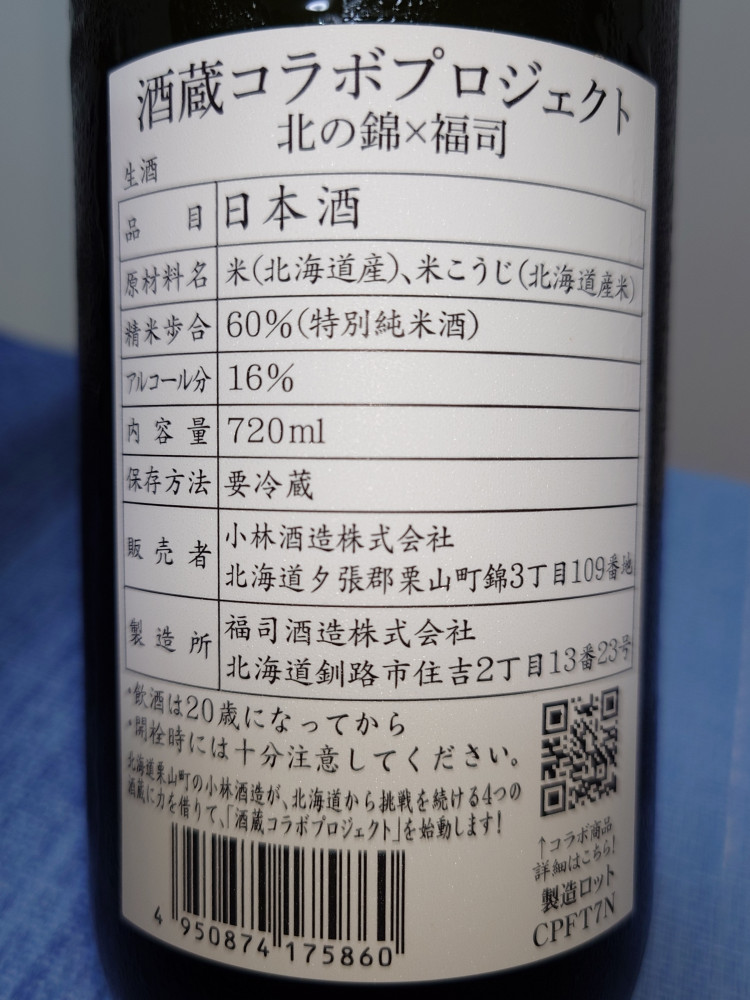 酒蔵コラボプロジェクト
北の錦×福司
生酒
品目 日本酒
原材料名 米(北海道産)、米こうじ(北海道産米)
精米歩合 60%(特別純米酒)
アルコール分 16%
内容量 720ml
保存方法 要冷蔵
販売者 小林酒造株式会社
北海道夕張郡栗山町錦3丁目109番地
製造所 福司酒造株式会社
北海道釧路市住吉2丁目13番23号
・飲酒は20歳になってから
・開栓時には十分注意してください。
北海道栗山町の小林酒造が、北海道から挑戦を続ける4つの
酒蔵に力を借りて、「酒蔵コラボプロジェクト」を始動します!
↑コラボ商品
詳細はこちら!
製造ロット
CPFT7N
4 950874 175860